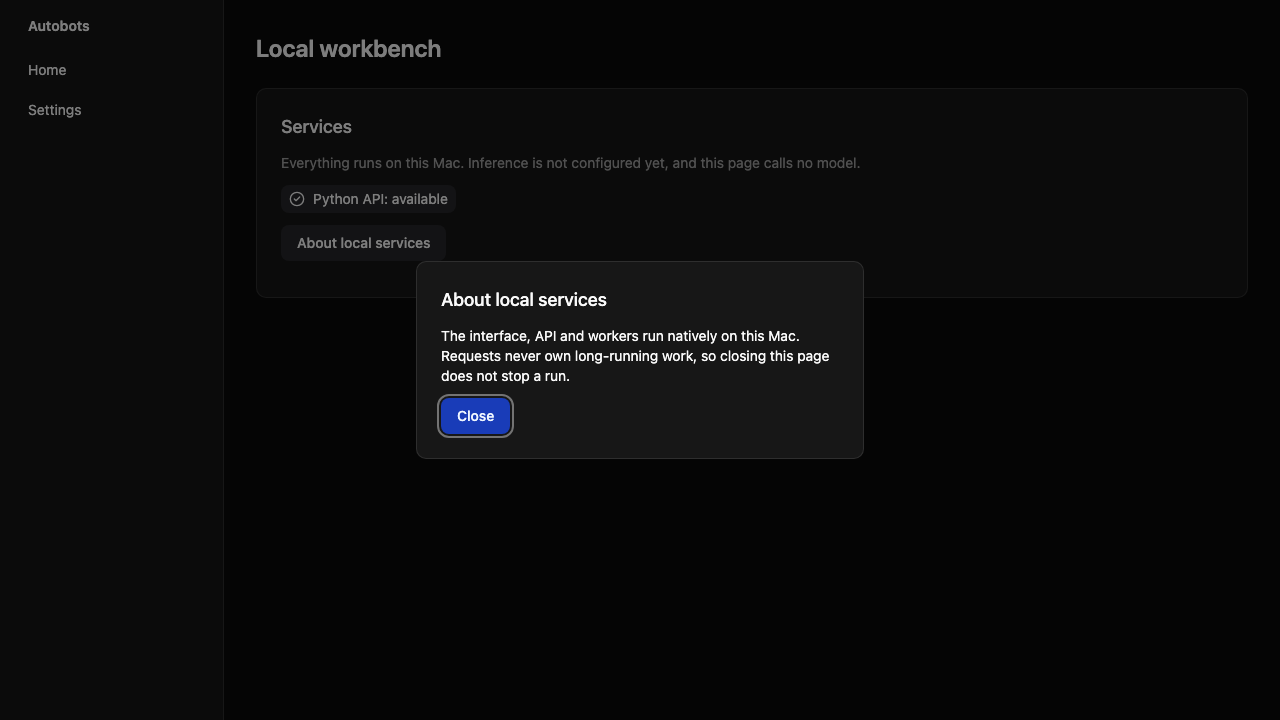 Autobots
Home
Settings
Local workbench
Services
Everything runs on this Mac. Inference is not configured yet, and this page calls no model.
Python API: available
About local services
About local services
The interface, API and workers run natively on this Mac.
Requests never own long-running work, so closing this page
does not stop a run.
Close